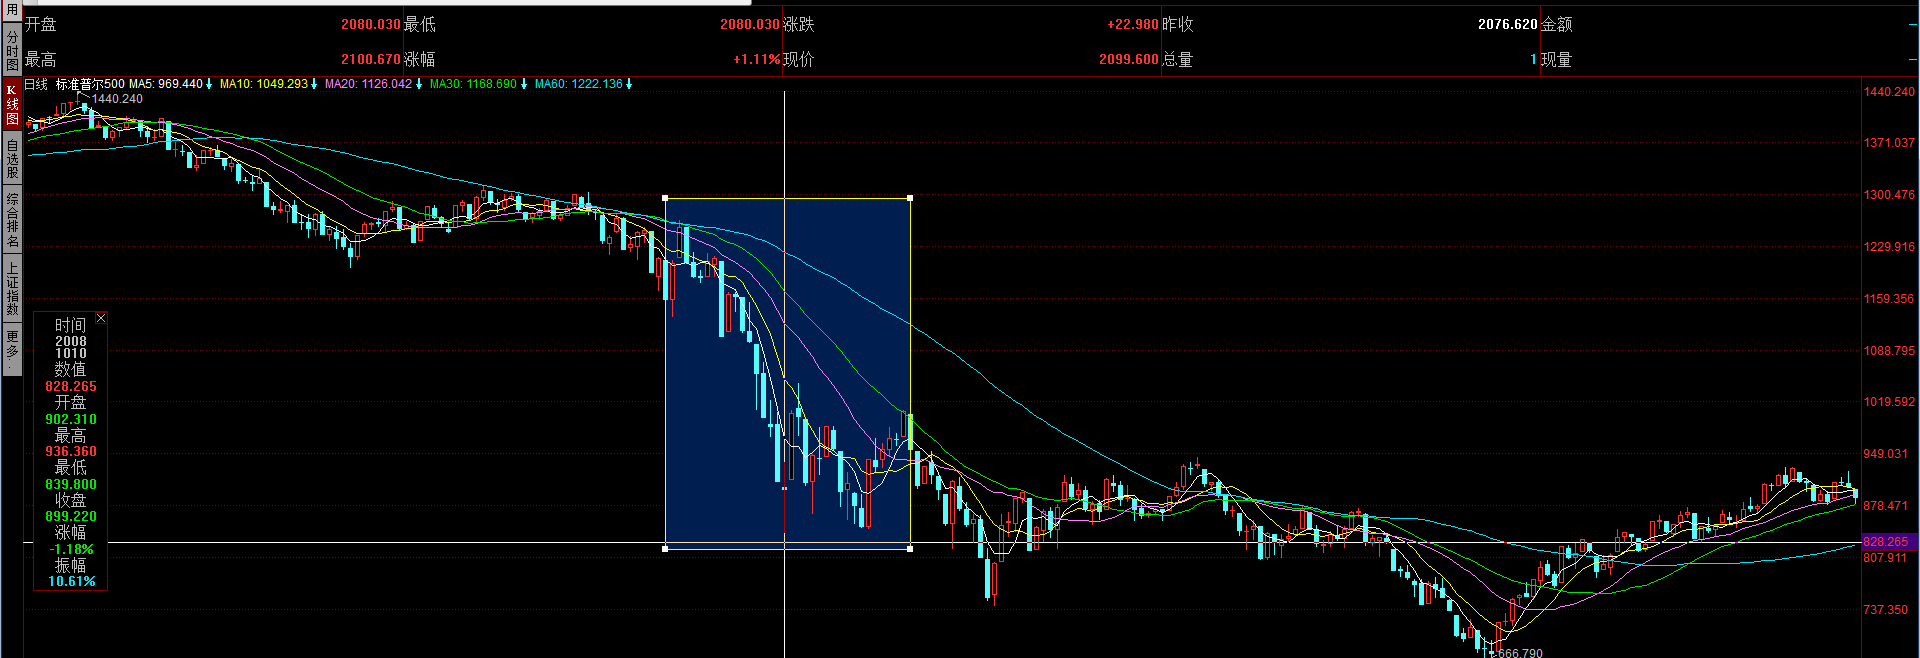 用
分时图
K线图
自选股
综合排名
上证指数
更多
开盘 2080.030 最低 2080.030 涨跌 +22.980 昨收 2076.620 金额 –
最高 2100.670 涨幅 +1.11% 现价 2099.600 总量 1 现量 –
日线 标准普尔500 MA5: 969.440↓ MA10: 1049.293↓ MA20: 1126.042↓ MA30: 1168.690↓ MA60: 1222.136↓
1440.240
1440.240
1371.037
1300.476
1229.916
1159.356
1088.795
1019.592
949.031
878.471
828.265
807.911
737.350
时间
2008
1010
数值
828.265
开盘
902.310
最高
936.360
最低
839.800
收盘
899.220
涨幅
-1.18%
振幅
10.61%
666.790